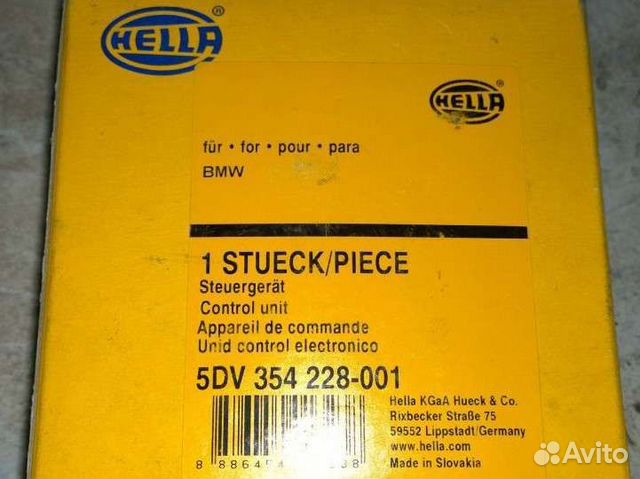 HELLA
HELLA
für • for • pour • para
BMW
1 STUECK/PIECE
Steuergerät
Control unit
Appareil de commande
Unid control electronico
5DV 354 228-001
Hella KGaA Hueck & Co.
Rixbecker Straße 75
59552 Lippstadt/Germany
www.hella.com
Made in Slovakia
Avito